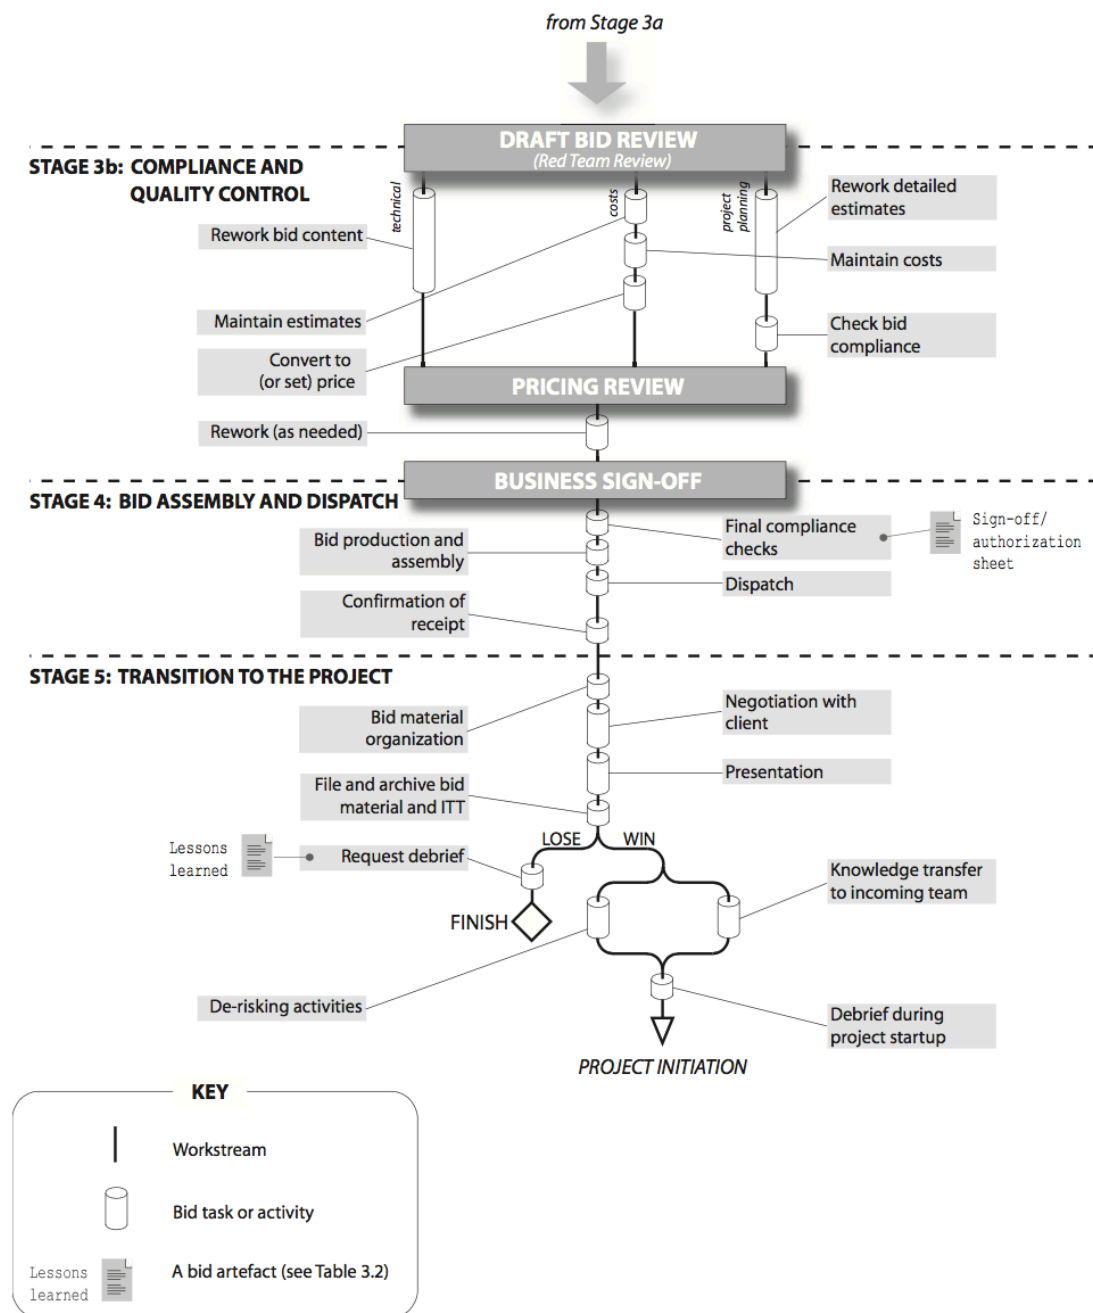 from Stage 3a
DRAFT BID REVIEW
(Red Team Review)
STAGE 3b: COMPLIANCE AND
QUALITY CONTROL
technical
costs
project
planning
Rework detailed
estimates
Rework bid content
Maintain costs
Maintain estimates
Check bid
compliance
Convert to
(or set) price
PRICING REVIEW
Rework (as needed)
BUSINESS SIGN-OFF
STAGE 4: BID ASSEMBLY AND DISPATCH
Final compliance
checks
Sign-off/
authorization
sheet
Bid production and
assembly
Dispatch
Confirmation of
receipt
STAGE 5: TRANSITION TO THE PROJECT
Negotiation with
client
Bid material
organization
Presentation
File and archive bid
material and ITT
LOSE
WIN
Lessons
learned
Request debrief
Knowledge transfer
to incoming team
FINISH
De-risking activities
Debrief during
project startup
PROJECT INITIATION
KEY
Workstream
Bid task or activity
Lessons
learned
A bid artefact (see Table 3.2)